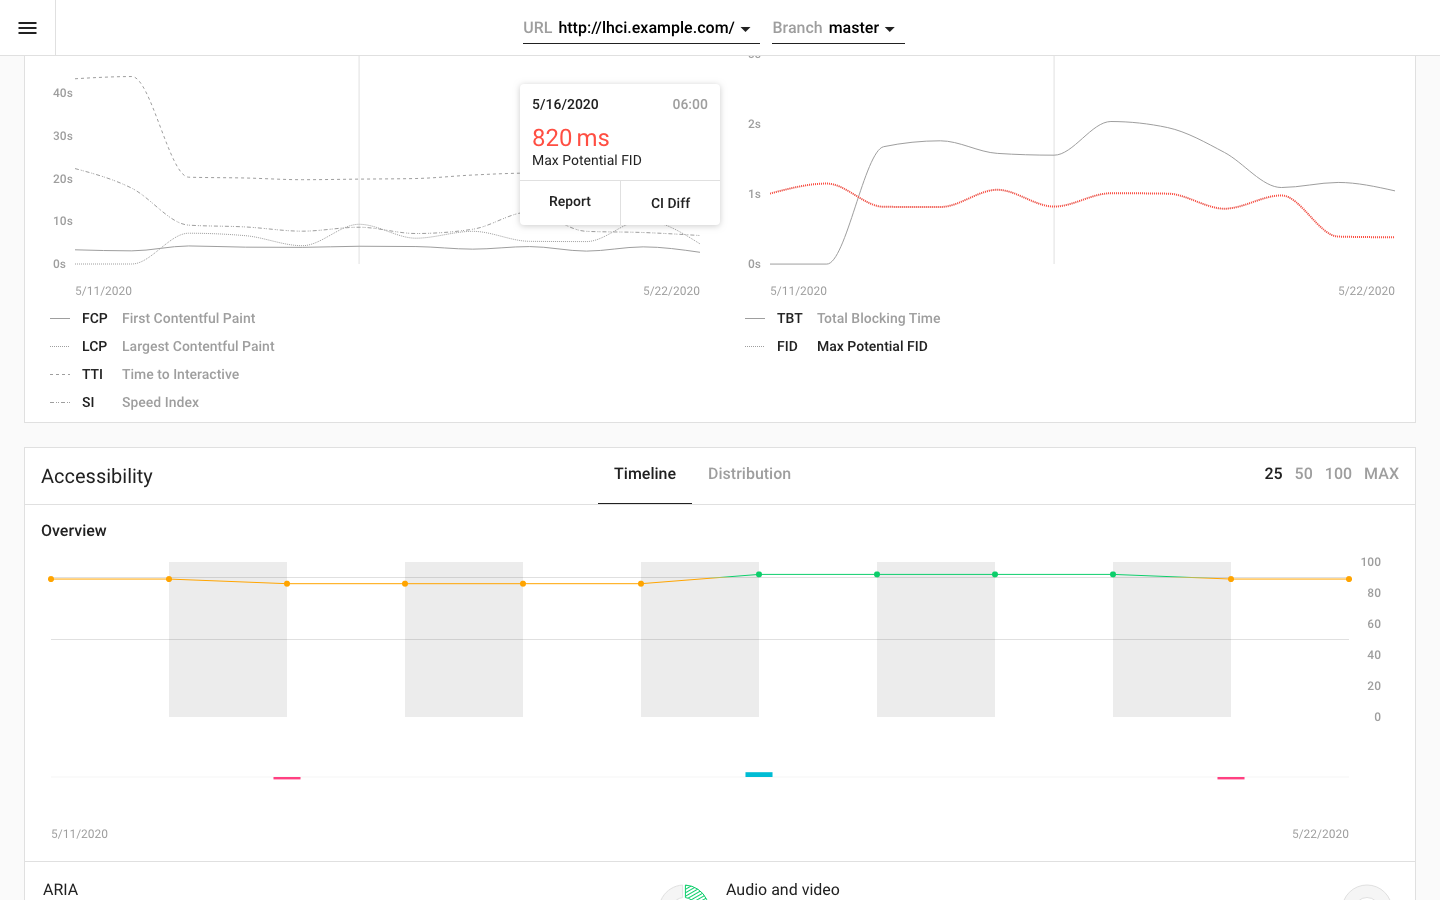 URL http://lhci.example.com/ Branch master
40s
30s
20s
10s
0s
5/11/2020 5/22/2020
5/16/2020 06:00
820 ms
Max Potential FID
Report CI Diff
FCP First Contentful Paint
LCP Largest Contentful Paint
TTI Time to Interactive
SI Speed Index
2s
1s
0s
5/11/2020 5/22/2020
TBT Total Blocking Time
FID Max Potential FID
Accessibility Timeline Distribution 25 50 100 MAX
Overview
100
80
60
40
20
0
5/11/2020 5/22/2020
ARIA Audio and video